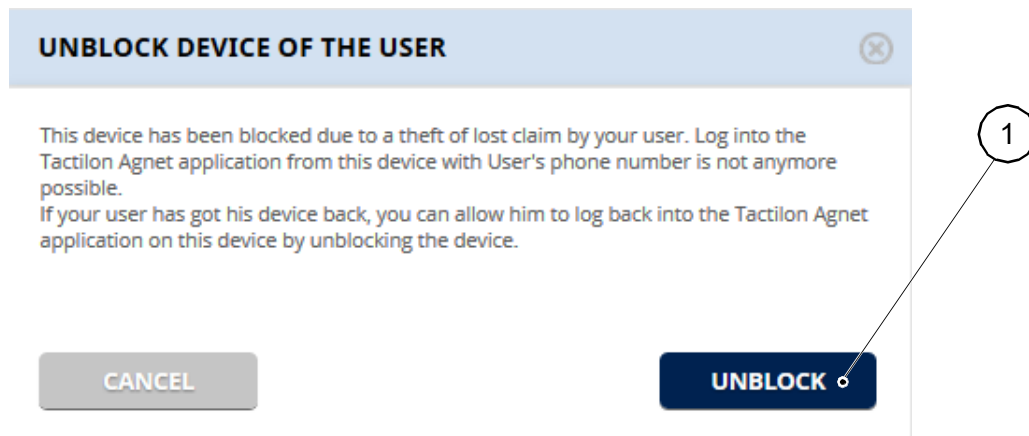 UNBLOCK DEVICE OF THE USER
This device has been blocked due to a theft of lost claim by your user. Log into the
Tactilon Agnet application from this device with User's phone number is not anymore
possible.
If your user has got his device back, you can allow him to log back into the Tactilon Agnet
application on this device by unblocking the device.
CANCEL
UNBLOCK
1